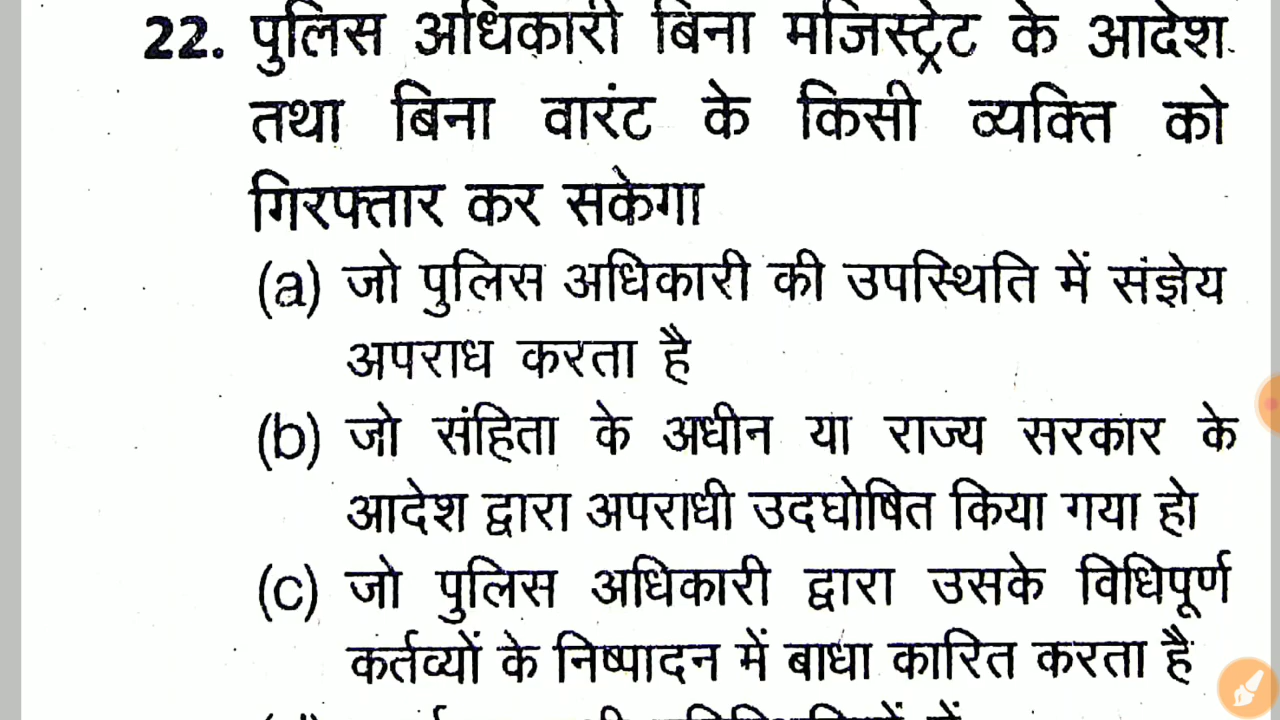 22. पुलिस अधिकारी बिना मजिस्ट्रेट के आदेश
तथा बिना वारंट के किसी व्यक्ति को
गिरफ्तार कर सकेगा
(a) जो पुलिस अधिकारी की उपस्थिति में संज्ञेय
अपराध करता है
(b) जो संहिता के अधीन या राज्य सरकार के
आदेश द्वारा अपराधी उदघोषित किया गया हो
(c) जो पुलिस अधिकारी द्वारा उसके विधिपूर्ण
कर्तव्यों के निष्पादन में बाधा कारित करता है